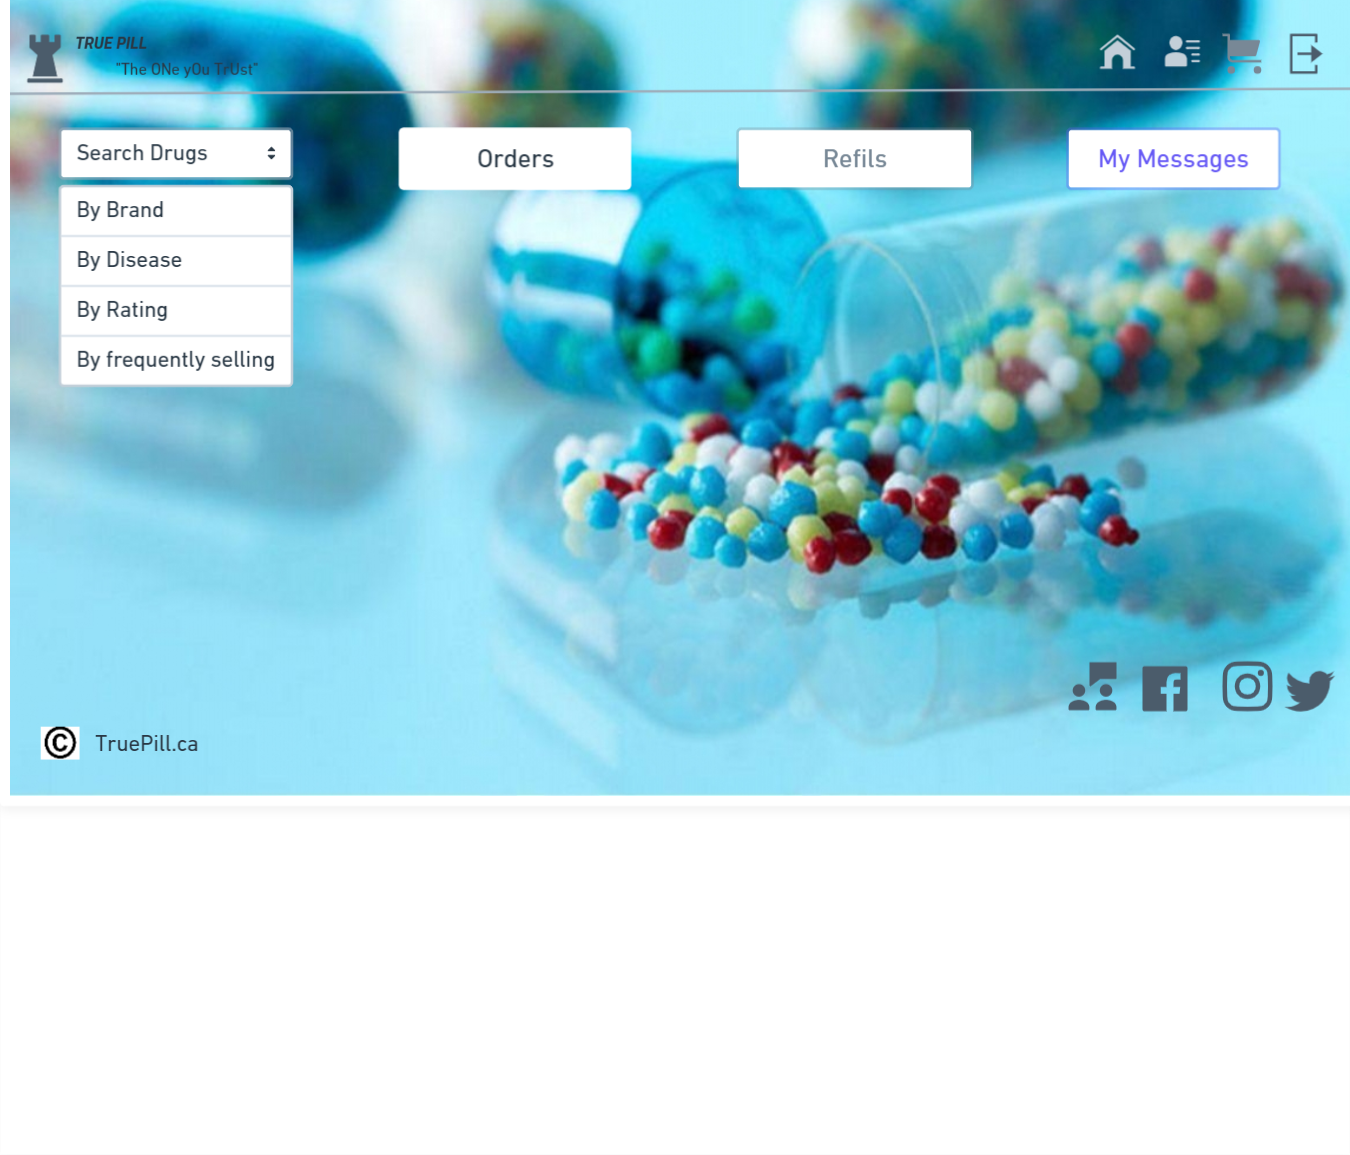 TRUE PILL
"The ONe yOu TrUst"
Search Drugs
Orders
Refils
My Messages
By Brand
By Disease
By Rating
By frequently selling
© TruePill.ca